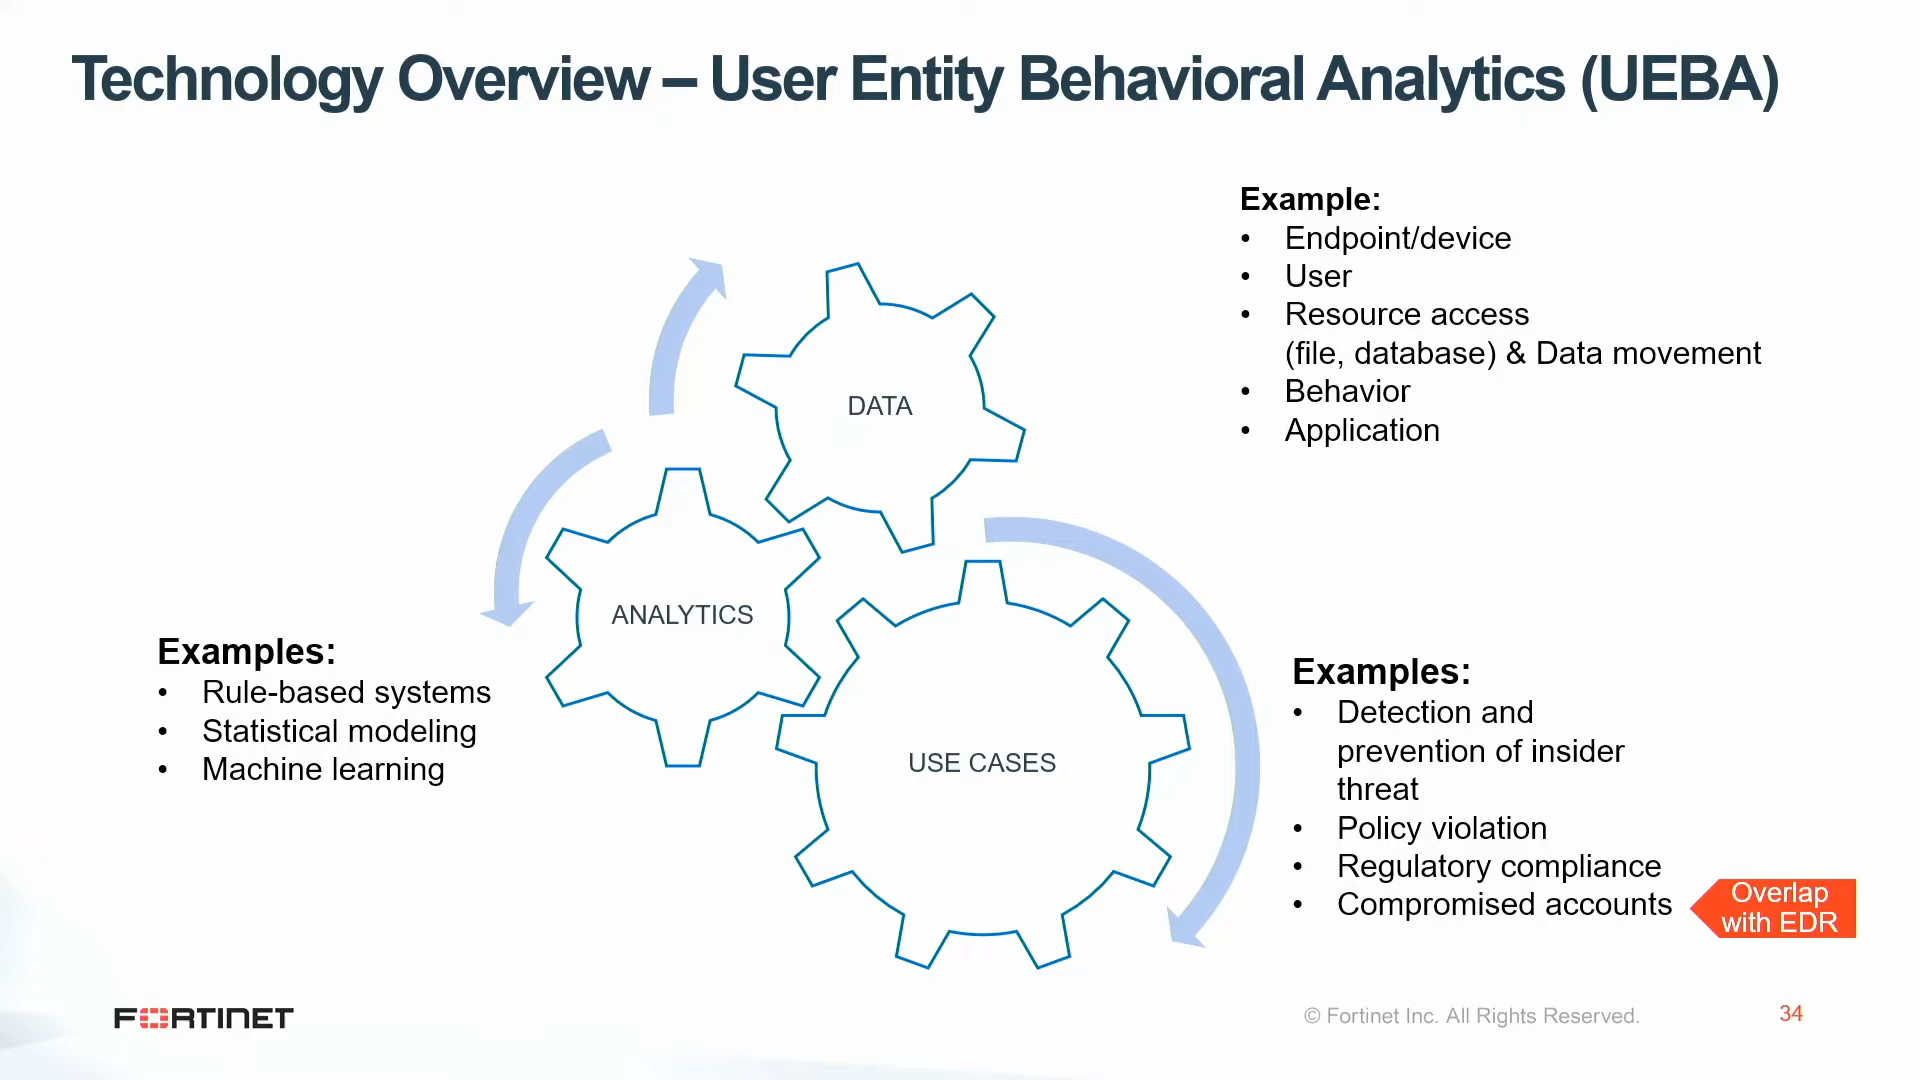 Technology Overview – User Entity Behavioral Analytics (UEBA)
Example:
• Endpoint/device
• User
• Resource access
(file, database) & Data movement
• Behavior
• Application
DATA
ANALYTICS
USE CASES
Examples:
• Rule-based systems
• Statistical modeling
• Machine learning
Examples:
• Detection and
prevention of insider
threat
• Policy violation
• Regulatory compliance
• Compromised accounts
Overlap
with EDR
FORTINET
© Fortinet Inc. All Rights Reserved.
34